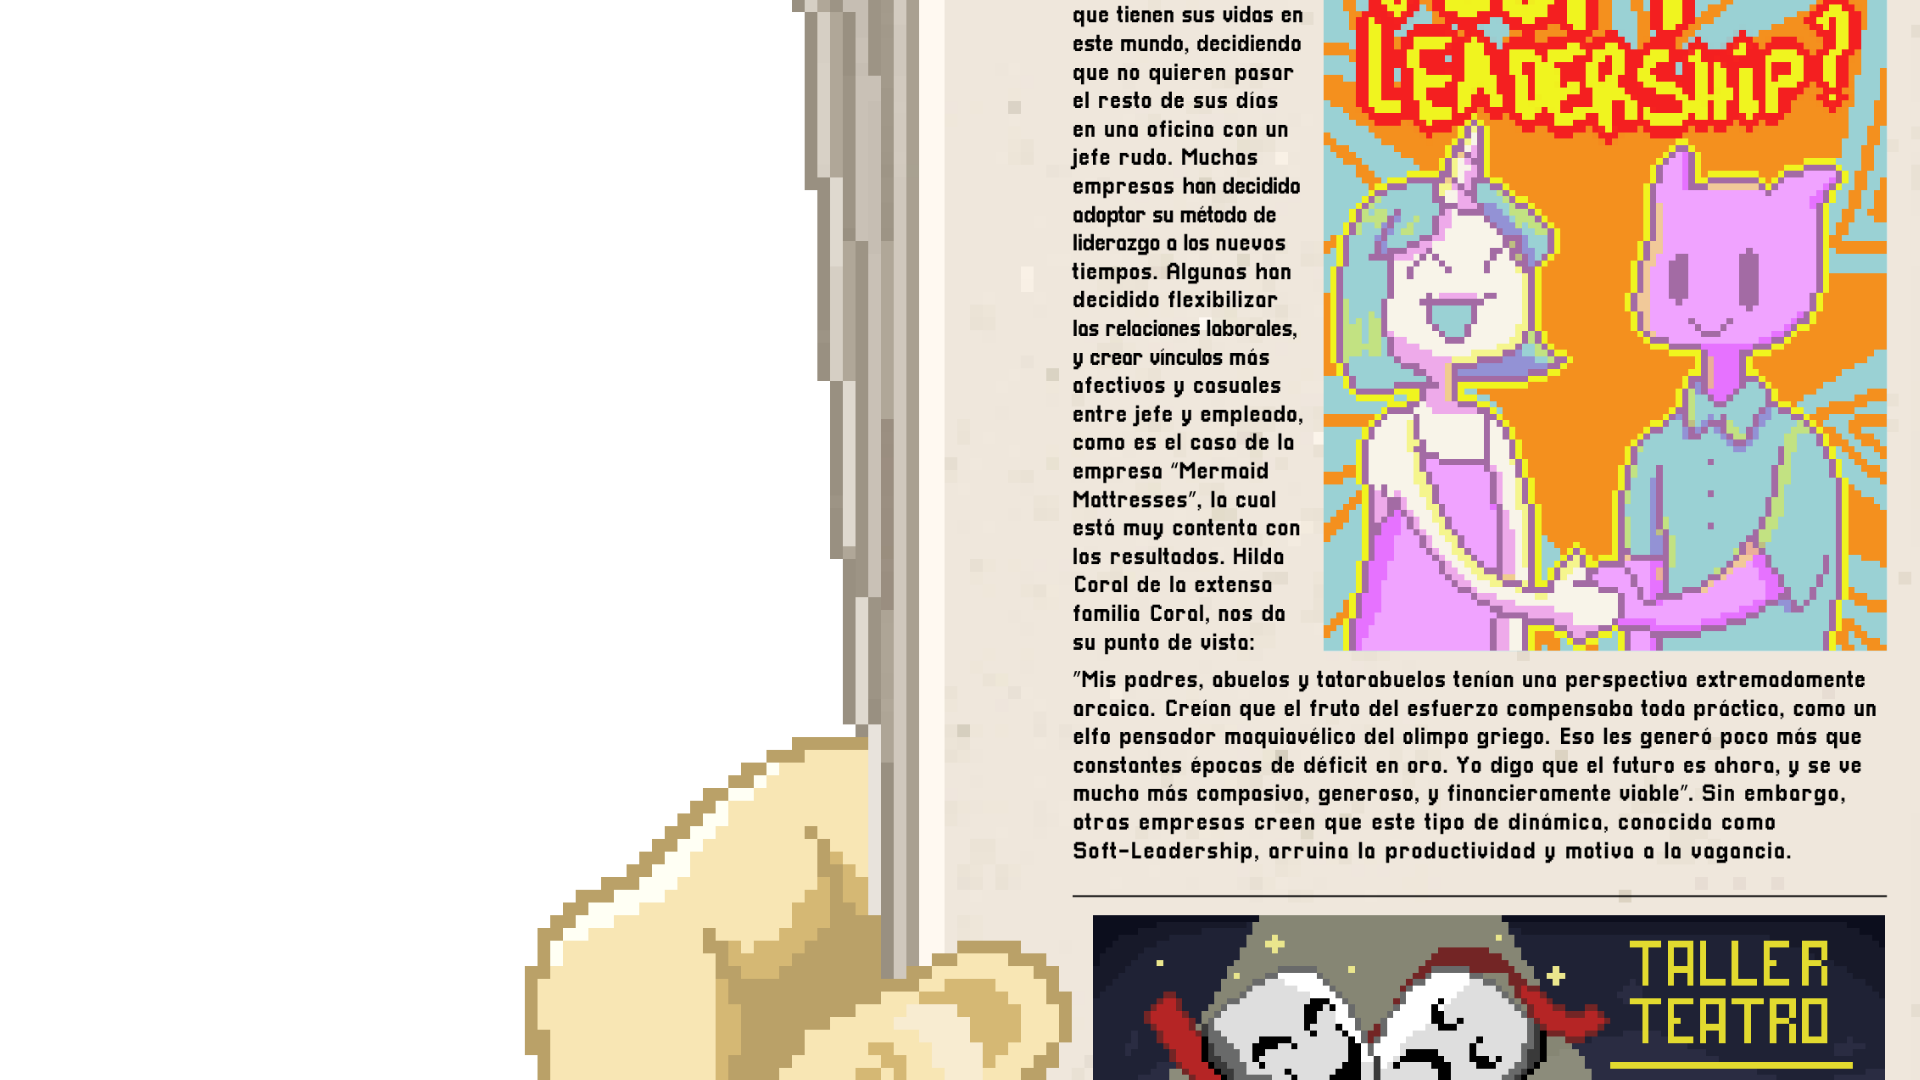 que tienen sus vidas en
este mundo, decidiendo
que no quieren pasar
el resto de sus días
en una oficina con un
jefe rudo. Muchas
empresas han decidido
adoptar su método de
liderazgo a los nuevos
tiempos. Algunas han
decidido flexibilizar
las relaciones laborales,
y crear vínculos más
afectivos y casuales
entre jefe y empleado,
como es el caso de la
empresa "Mermaid
Mattresses", la cual
está muy contenta con
los resultados. Hilda
Coral de la extensa
familia Coral, nos da
su punto de vista:
LEADERSHIP?
"Mis padres, abuelos y tatarabuelos tenían una perspectiva extremadamente
arcaica. Creían que el fruto del esfuerzo compensaba toda práctica, como un
elfo pensador maquiavélico del olimpo griego. Eso les generó poco más que
constantes épocas de déficit en oro. Yo digo que el futuro es ahora, y se ve
mucho más compasivo, generoso, y financieramente viable". Sin embargo,
otras empresas creen que este tipo de dinámica, conocida como
Soft-Leadership, arruina la productividad y motiva a la vagancia.
TALLER
TEATRO